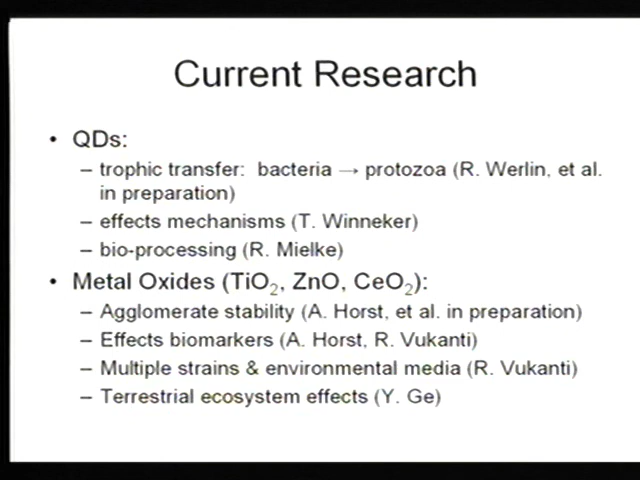 Current Research
• QDs:
– trophic transfer: bacteria → protozoa (R. Werlin, et al.
in preparation)
– effects mechanisms (T. Winneker)
– bio-processing (R. Mielke)
• Metal Oxides (TiO₂, ZnO, CeO₂):
– Agglomerate stability (A. Horst, et al. in preparation)
– Effects biomarkers (A. Horst, R. Vukanti)
– Multiple strains & environmental media (R. Vukanti)
– Terrestrial ecosystem effects (Y. Ge)